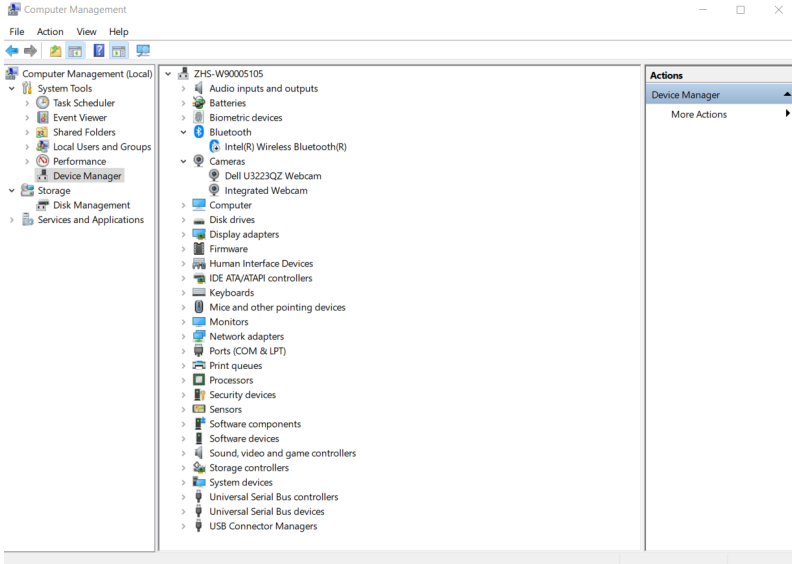 Computer Management
File Action View Help
Computer Management (Local)
System Tools
Task Scheduler
Event Viewer
Shared Folders
Local Users and Groups
Performance
Device Manager
Storage
Disk Management
Services and Applications
ZHS-W90005105
Audio inputs and outputs
Batteries
Biometric devices
Bluetooth
Intel(R) Wireless Bluetooth(R)
Cameras
Dell U3223QZ Webcam
Integrated Webcam
Computer
Disk drives
Display adapters
Firmware
Human Interface Devices
IDE ATA/ATAPI controllers
Keyboards
Mice and other pointing devices
Monitors
Network adapters
Ports (COM & LPT)
Print queues
Processors
Security devices
Sensors
Software components
Software devices
Sound, video and game controllers
Storage controllers
System devices
Universal Serial Bus controllers
Universal Serial Bus devices
USB Connector Managers
Actions
Device Manager
More Actions